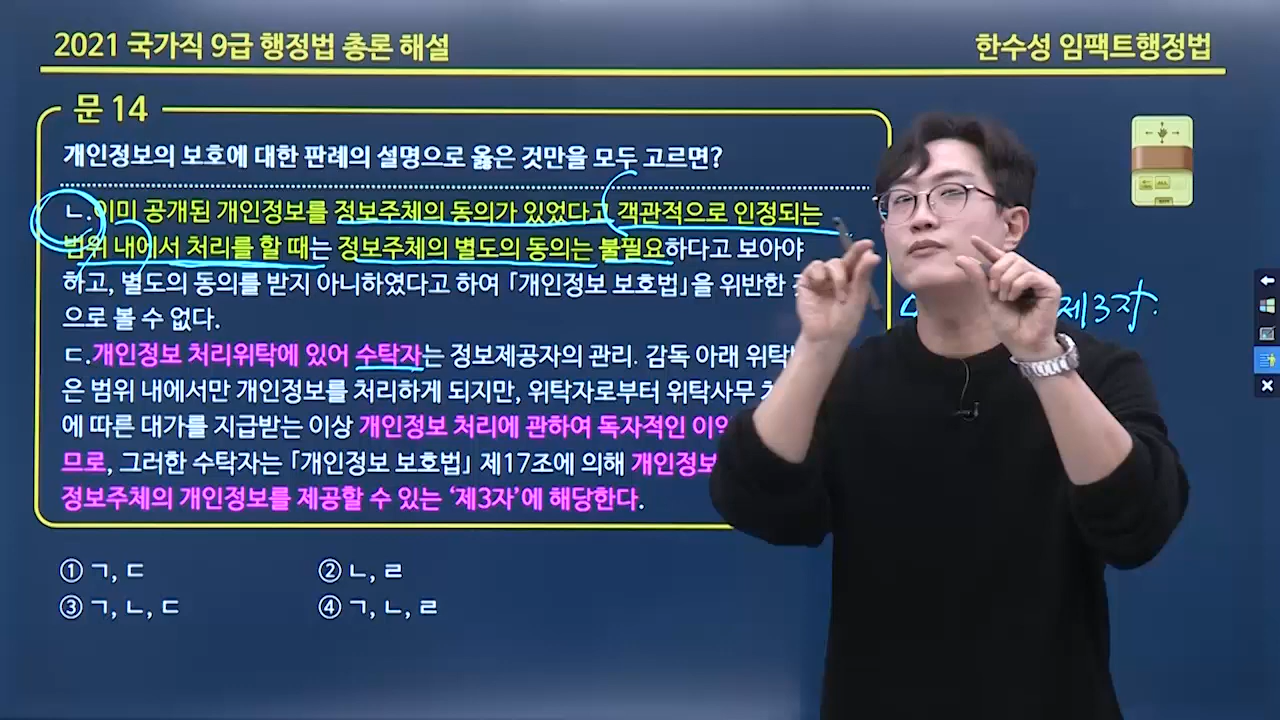 2021 국가직 9급 행정법 총론 해설
한수성 임팩트행정법
문 14
개인정보의 보호에 대한 판례의 설명으로 옳은 것만을 모두 고르면?
ㄴ.이미 공개된 개인정보를 정보주체의 동의가 있었다고 객관적으로 인정되는
범위 내에서 처리를 할 때는 정보주체의 별도의 동의는 불필요하다고 보아야
하고, 별도의 동의를 받지 아니하였다고 하여 「개인정보 보호법」을 위반한
으로 볼 수 없다.
ㄷ.개인정보 처리위탁에 있어 수탁자는 정보제공자의 관리. 감독 아래
은 범위 내에서만 개인정보를 처리하게 되지만, 위탁자로부터 위탁사무
에 따른 대가를 지급받는 이상 개인정보 처리에 관하여 독자적인
므로, 그러한 수탁자는 「개인정보 보호법」 제17조에 의해 개인정보
정보주체의 개인정보를 제공할 수 있는 ‘제3자’에 해당한다.
제3자.
① ㄱ, ㄷ
② ㄴ, ㄹ
③ ㄱ, ㄴ, ㄷ
④ ㄱ, ㄴ, ㄹ